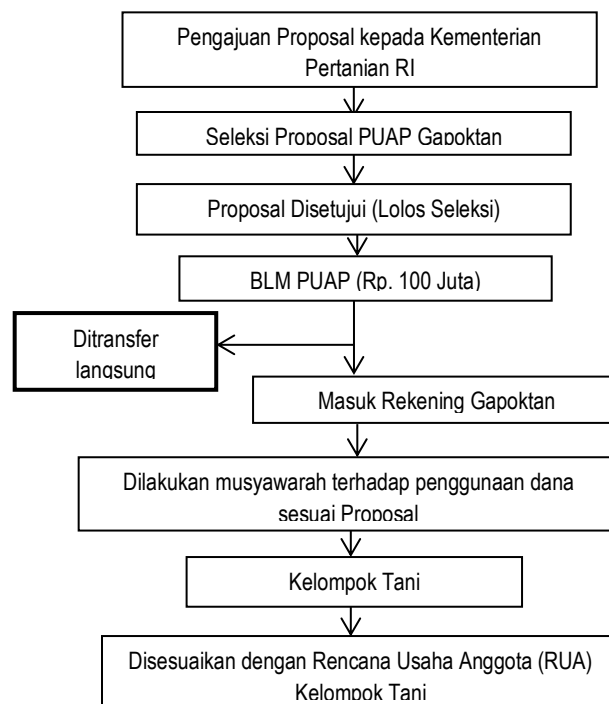 Pengajuan Proposal kepada Kementerian
Pertanian RI
Seleksi Proposal PUAP Gapoktan
Proposal Disetujui (Lolos Seleksi)
BLM PUAP (Rp. 100 Juta)
Ditransfer
langsung
Masuk Rekening Gapoktan
Dilakukan musyawarah terhadap penggunaan dana
sesuai Proposal
Kelompok Tani
Disesuaikan dengan Rencana Usaha Anggota (RUA)
Kelompok Tani